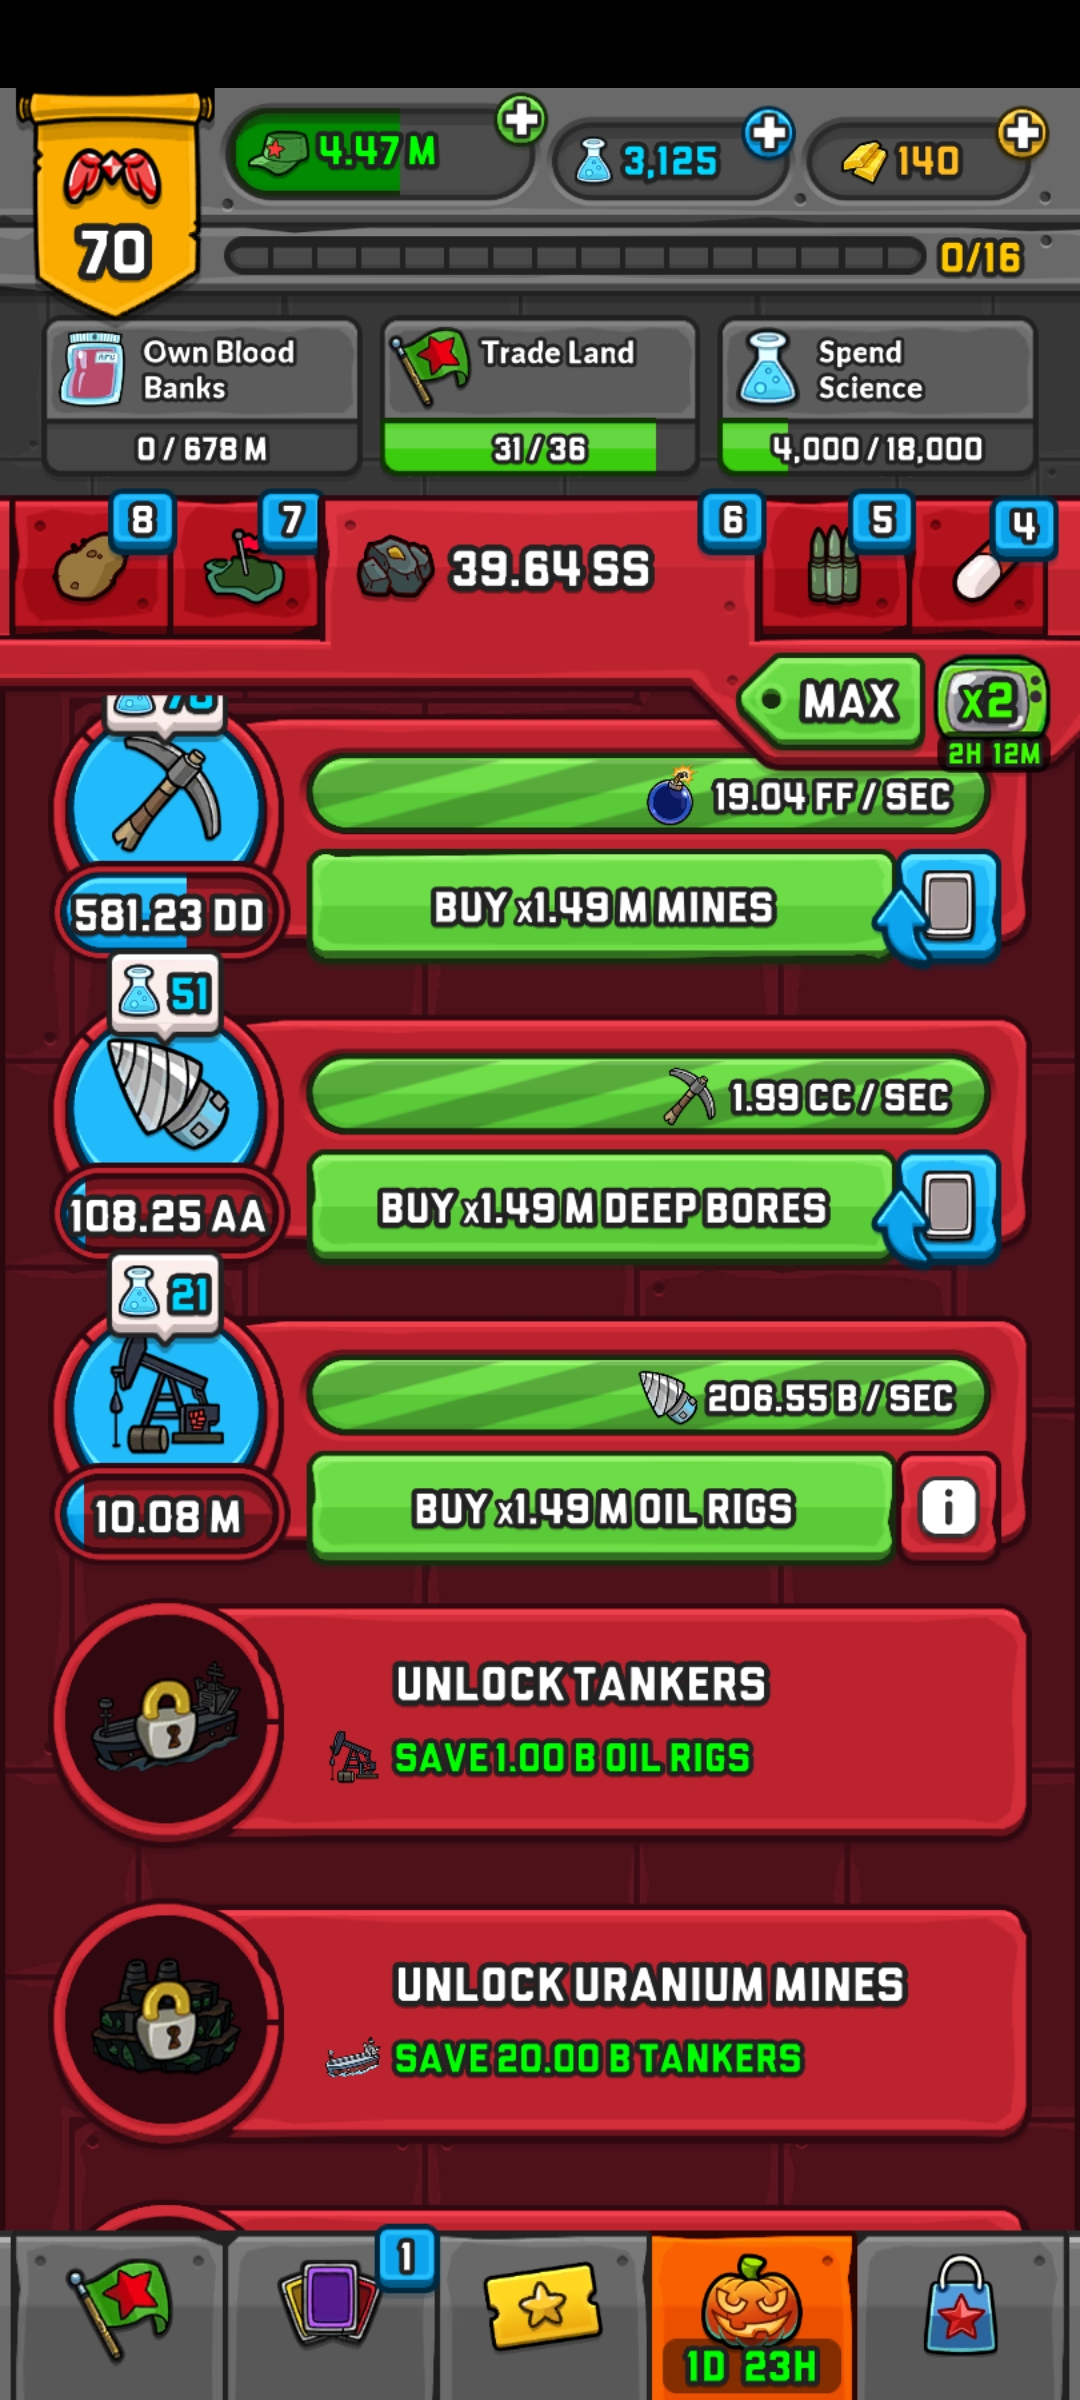 70
4.47 M
3,125
140
0/16
Own Blood
Banks
0 / 678 M
Trade Land
31 / 36
Spend
Science
4,000 / 18,000
8
7
39.64 SS
6
5
4
MAX
x2
2H 12M
19.04 FF / SEC
BUY x1.49 M MINES
581.23 DD
51
1.99 CC / SEC
BUY x1.49 M DEEP BORES
108.25 AA
21
206.55 B / SEC
BUY x1.49 M OIL RIGS
i
10.08 M
UNLOCK TANKERS
SAVE 1.00 B OIL RIGS
UNLOCK URANIUM MINES
SAVE 20.00 B TANKERS
1
1D 23H